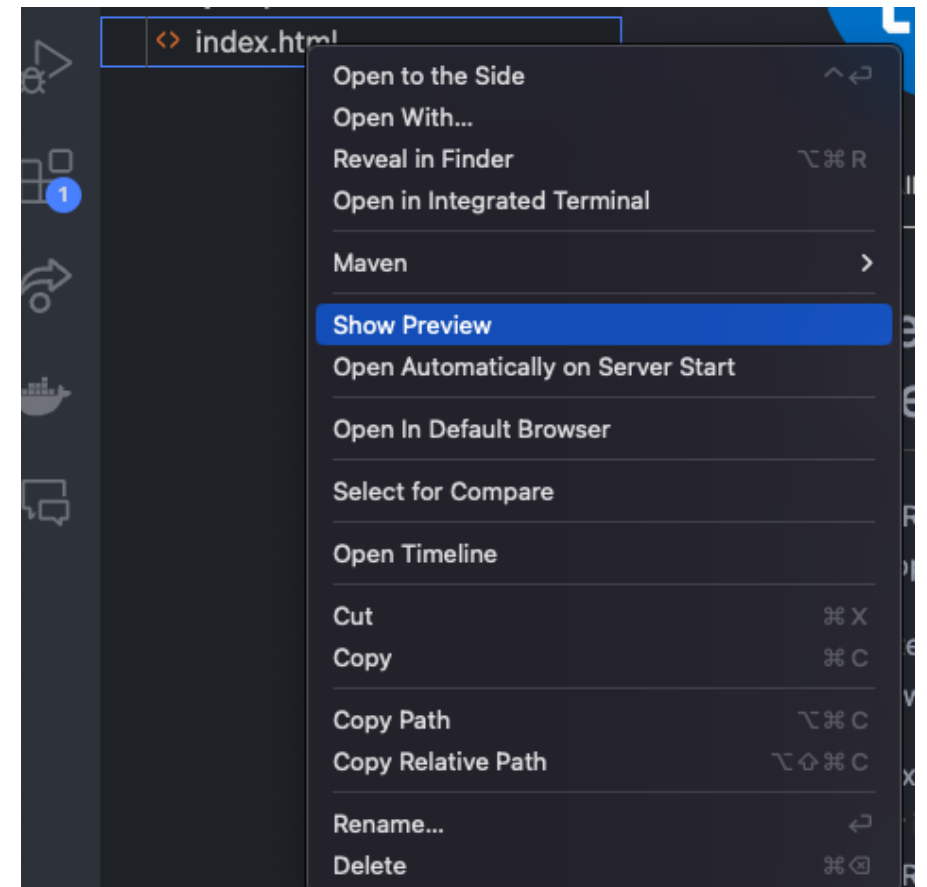 index.html
Open to the Side ^⏎
Open With...
Reveal in Finder ⌥⌘R
Open in Integrated Terminal
1
Maven
Show Preview
Open Automatically on Server Start
Open In Default Browser
Select for Compare
Open Timeline
Cut ⌘X
Copy ⌘C
Copy Path ⌥⌘C
Copy Relative Path ⌥⇧⌘C
Rename... ⏎
Delete ⌘⌫